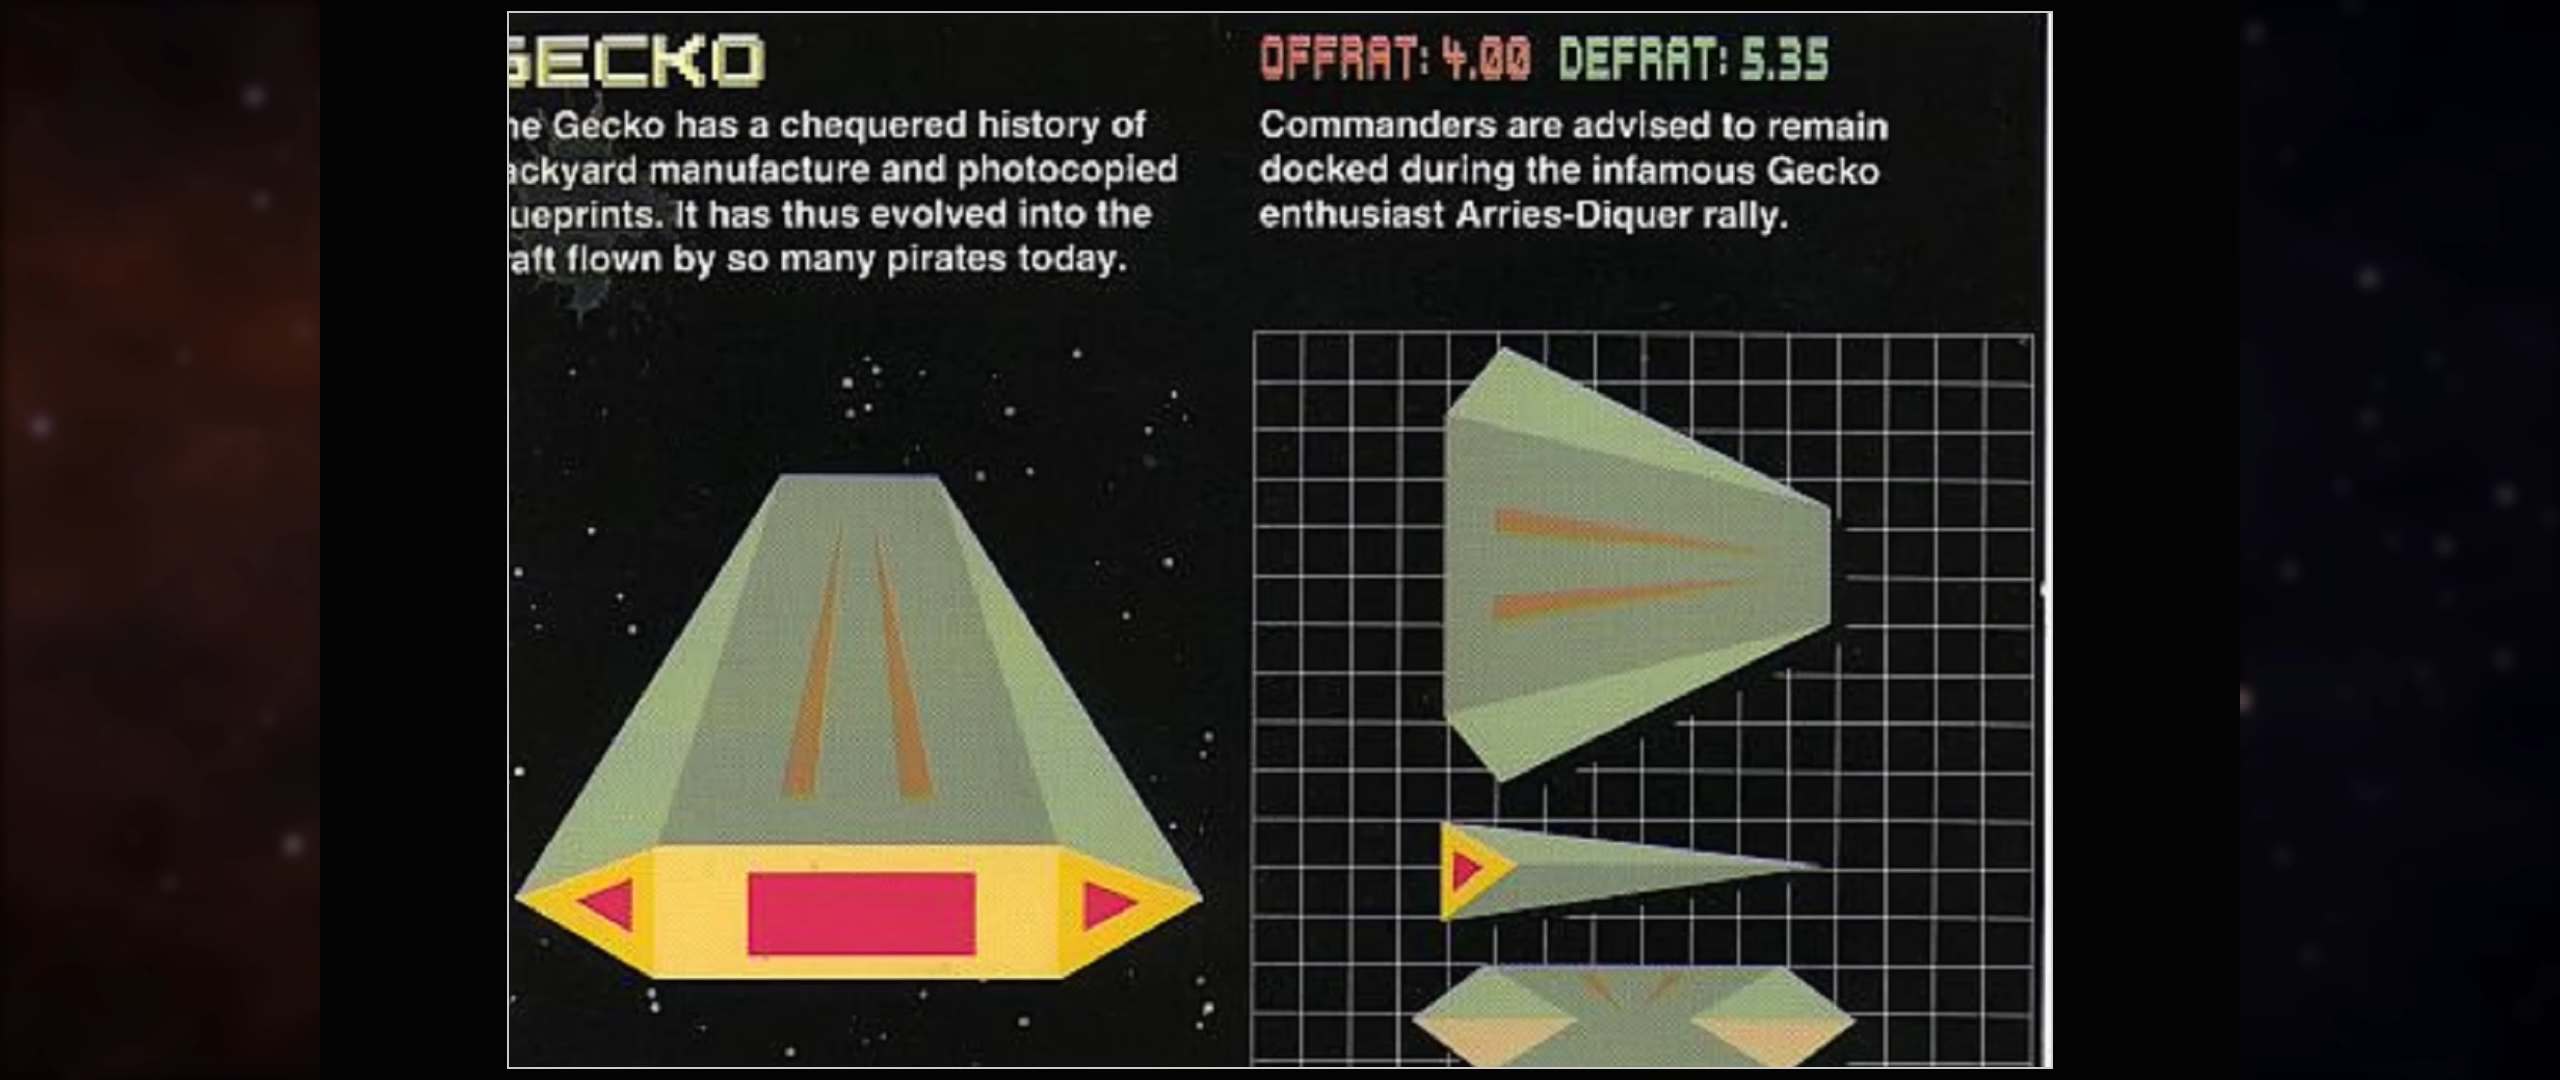 GECKO
he Gecko has a chequered history of
ackyard manufacture and photocopied
ueprints. It has thus evolved into the
aft flown by so many pirates today.
OFFRAT: 4.00 DEFRAT: 5.35
Commanders are advised to remain
docked during the infamous Gecko
enthusiast Arries-Diquer rally.